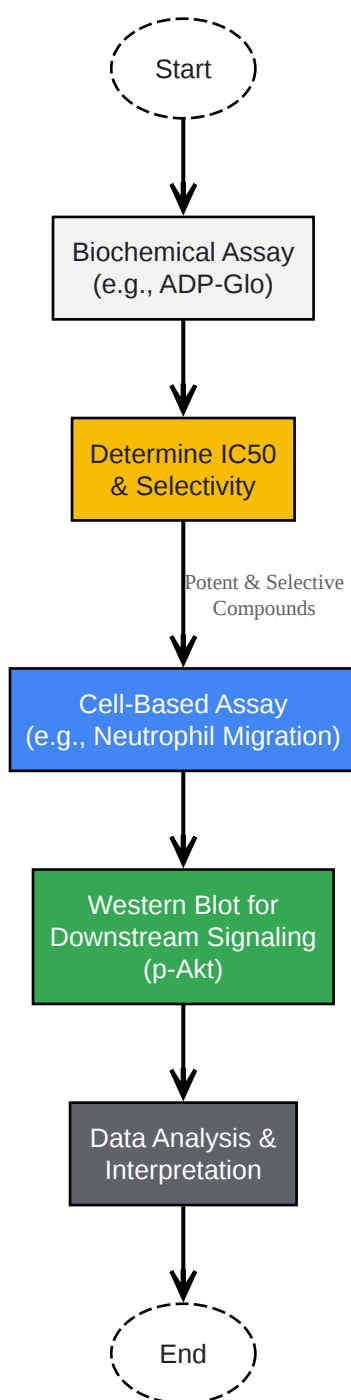 Start
Biochemical Assay
(e.g., ADP-Glo)
Determine IC50
& Selectivity
Potent & Selective
Compounds
Cell-Based Assay
(e.g., Neutrophil Migration)
Western Blot for
Downstream Signaling
(p-Akt)
Data Analysis &
Interpretation
End